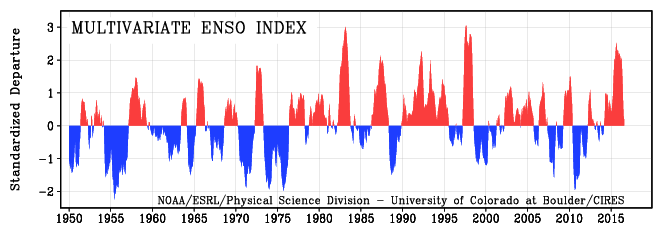 MULTIVARIATE ENSO INDEX
Standardized Departure
3
2
1
0
−1
−2
NOAA/ESRL/Physical Science Division − University of Colorado at Boulder/CIRES
1950 1955 1960 1965 1970 1975 1980 1985 1990 1995 2000 2005 2010 2015